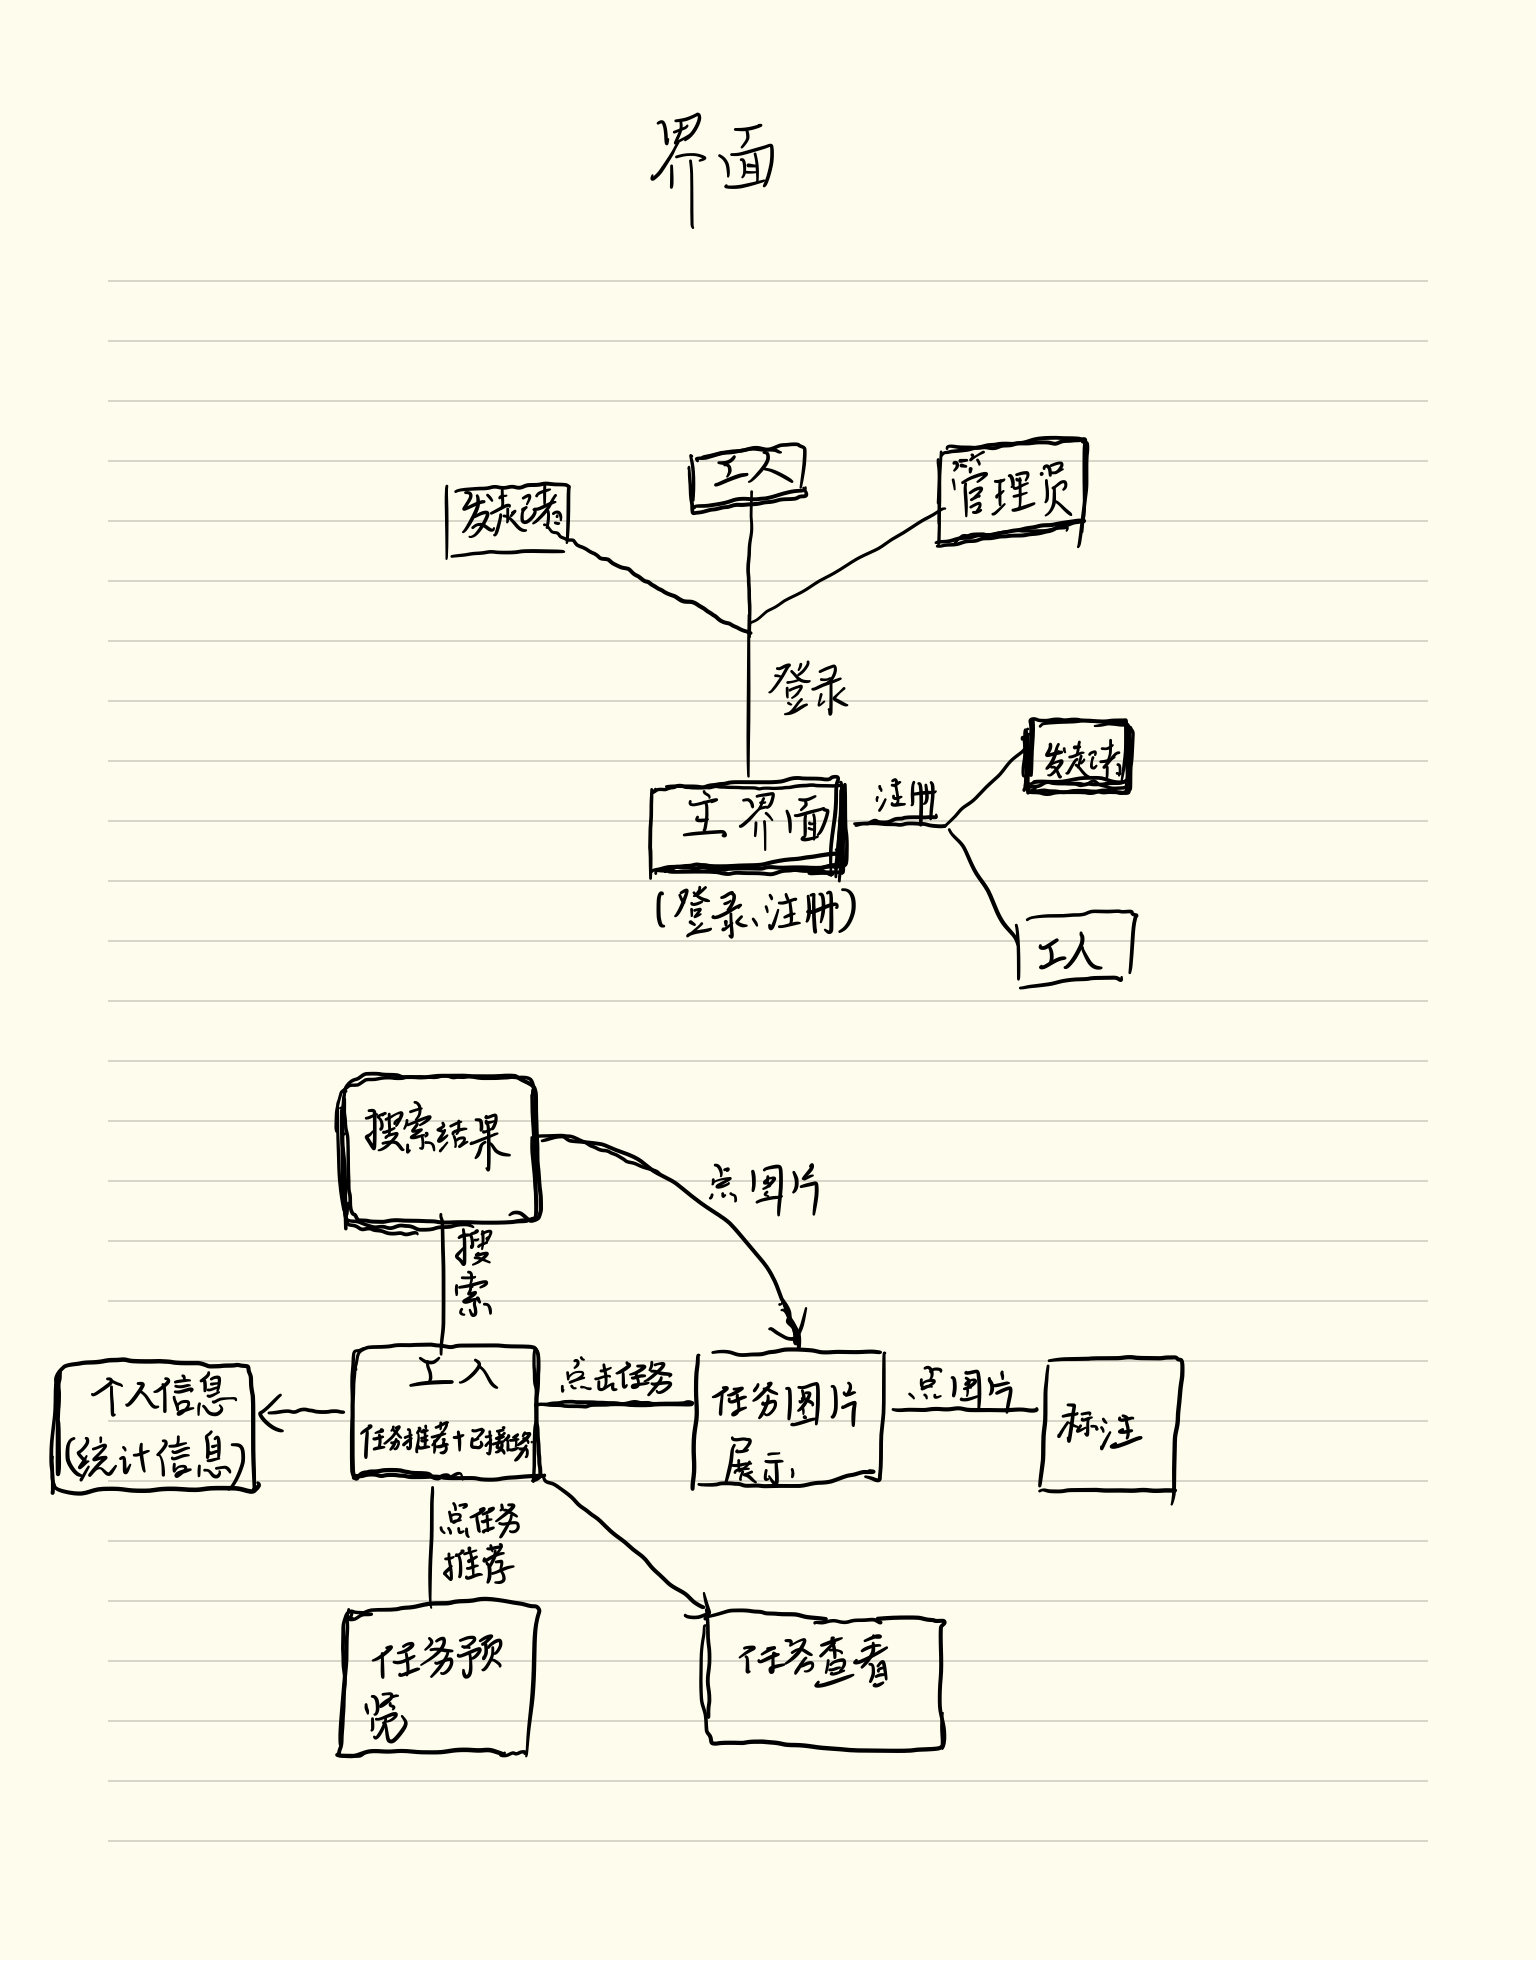 界面
工人
管理员
发起者
登录
发起者
注册
主界面
(登录、注册)
工人
搜索结果
点图片
搜
索
工人
任务推荐+已接任务
点击任务
任务图片
展示
点图片
标注
个人信息
(统计信息)
点任务
推荐
任务预
览
任务查看